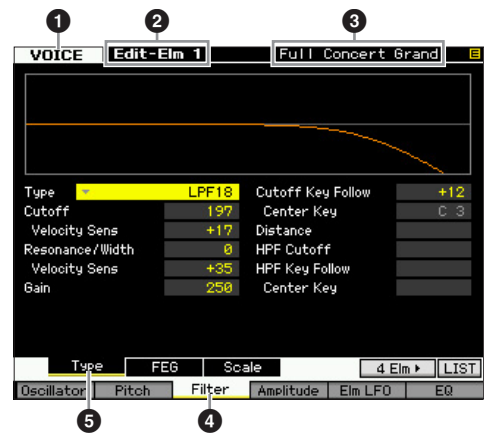 1 2 3
VOICE Edit-Elm 1 Full Concert Grand
Type LPF18 Cutoff Key Follow +12
Cutoff 197 Center Key C 3
Velocity Sens +17 Distance
Resonance/Width 0 HPF Cutoff
Velocity Sens +35 HPF Key Follow
Gain 250 Center Key
Type FEG Scale 4 Elm LIST
Oscillator Pitch Filter Amplitude Elm LFO EQ
5 4